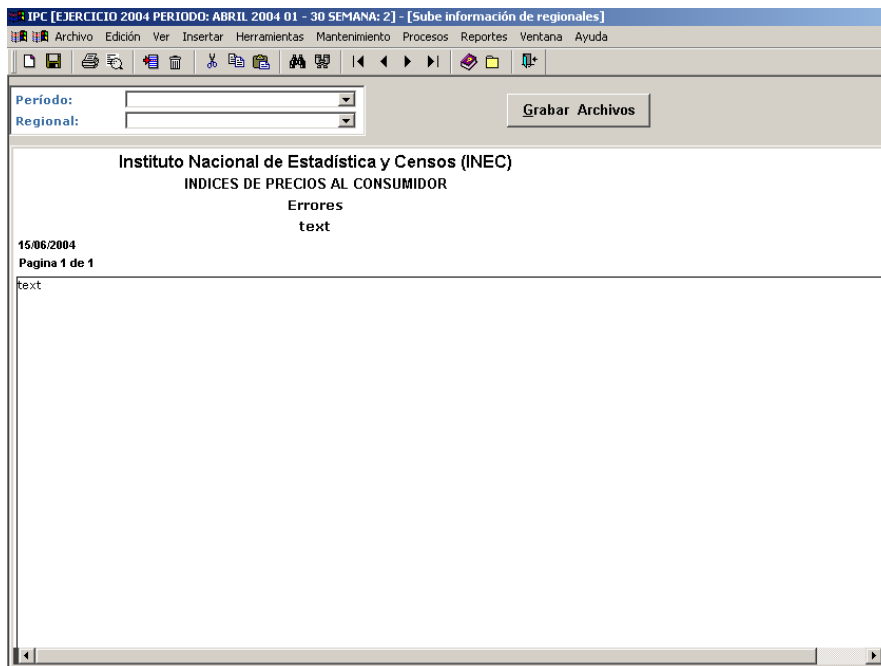 IPC [EJERCICIO 2004 PERIODO: ABRIL 2004 01 - 30 SEMANA: 2] - [Sube información de regionales]
Archivo Edición Ver Insertar Herramientas Mantenimiento Procesos Reportes Ventana Ayuda
Período:
Regional:
Grabar Archivos
Instituto Nacional de Estadística y Censos (INEC)
INDICES DE PRECIOS AL CONSUMIDOR
Errores
text
15/06/2004
Pagina 1 de 1
text